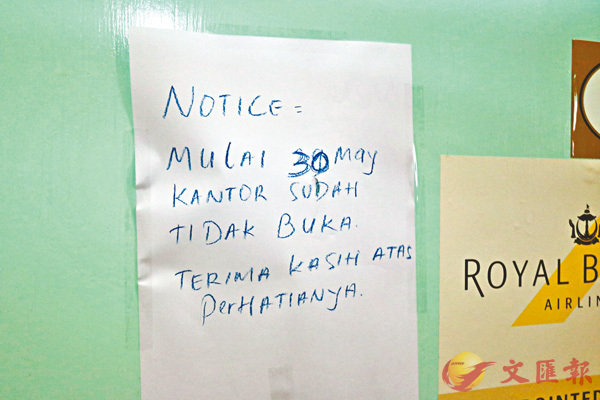 NOTICE =
MULAI 30 May
KANTOR SUDAH
TIDAK BUKA.
TERIMA KASIH ATAS
PerHATIANYA.
ROYAL B
AIRLIN
文匯報